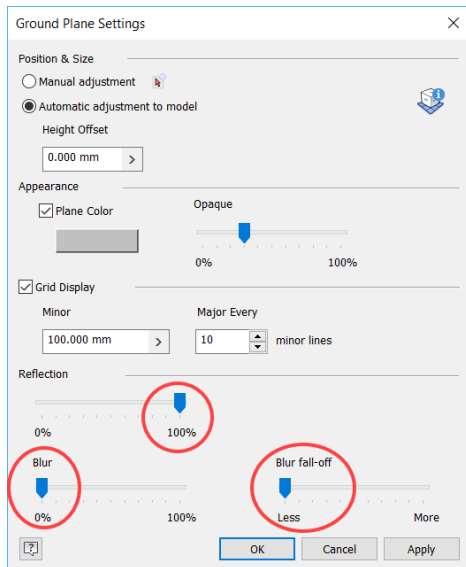 Ground Plane Settings
Position & Size
Manual adjustment
Automatic adjustment to model
Height Offset
0.000 mm >
Appearance
Plane Color
Opaque
0% 100%
Grid Display
Minor Major Every
100.000 mm > 10 minor lines
Reflection
0% 100%
Blur Blur fall-off
0% 100% Less More
OK Cancel Apply